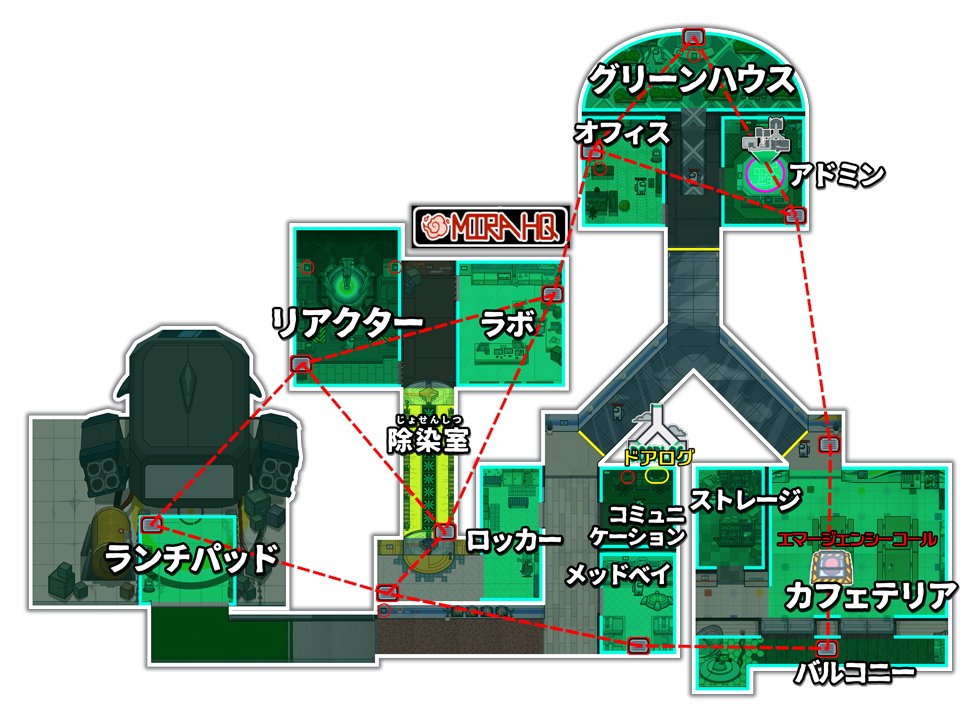 グリーンハウス
オフィス
アドミン
MIRA HQ
リアクター
ラボ
じょせんしつ
除染室
ドアログ
ロッカー
コミュニ
ケーション
ストレージ
エマージェンシーコール
ランチパッド
メッドベイ
カフェテリア
バルコニー